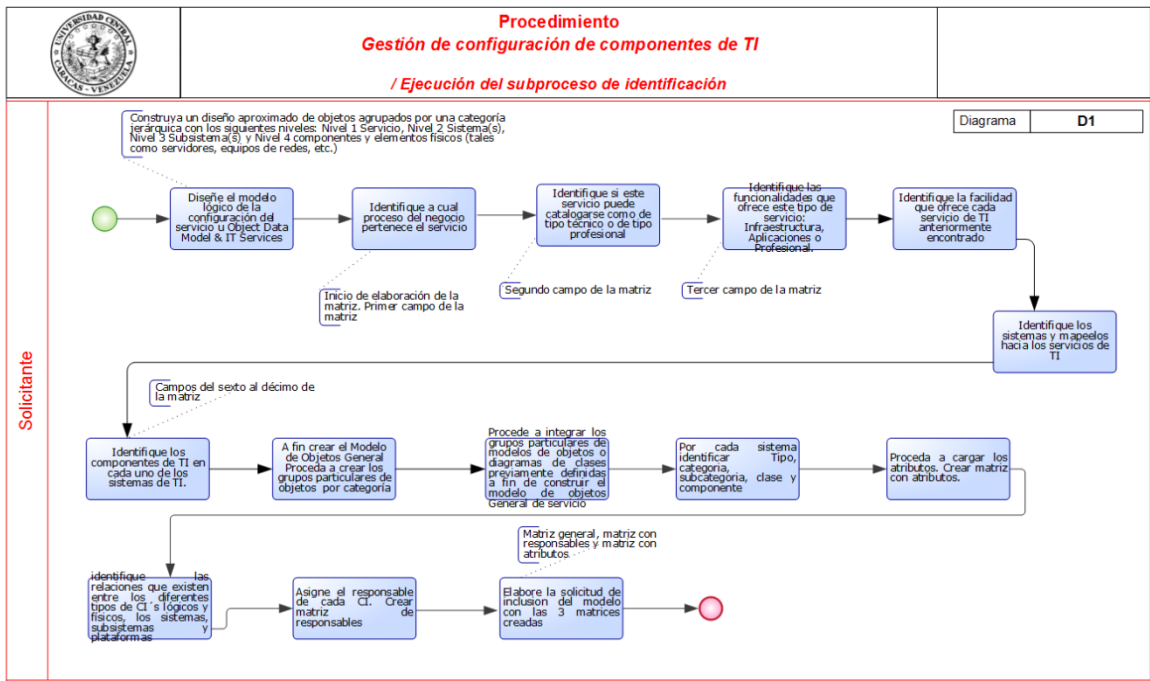 UNIVERSIDAD CENTRAL
CARACAS - VENEZUELA
Procedimiento
Gestión de configuración de componentes de TI
/ Ejecución del subproceso de identificación
Solicitante
Diagrama D1
Construya un diseño aproximado de objetos agrupados por una categoría
jerárquica con los siguientes niveles: Nivel 1 Servicio, Nivel 2 Sistema(s),
Nivel 3 Subsistema(s) y Nivel 4 componentes y elementos físicos (tales
como servidores, equipos de redes, etc.)
Diseñe el modelo
lógico de la
configuración del
servicio u Object Data
Model & IT Services
Identifique a cual
proceso del negocio
pertenece el servicio
Identifique si este
servicio puede
catalogarse como de
tipo técnico o de tipo
profesional
Identifique las
funcionalidades que
ofrece este tipo de
servicio:
Infraestructura,
Aplicaciones o
Profesional.
Identifique la facilidad
que ofrece cada
servicio de TI
anteriormente
encontrado
Inicio de elaboración de la
matriz. Primer campo de la
matriz
Segundo campo de la matriz
Tercer campo de la matriz
Identifique los
sistemas y mapeelos
hacia los servicios de
TI
Campos del sexto al décimo de
la matriz
Identifique los
componentes de TI en
cada uno de los
sistemas de TI.
A fin crear el Modelo
de Objetos General
Proceda a crear los
grupos particulares de
objetos por categoría
Procede a integrar los
grupos particulares de
modelos de objetos o
diagramas de clases
previamente definidas
a fin de construir el
modelo de objetos
General de servicio
Por cada sistema
identificar Tipo,
categoria,
subcategoria, clase y
componente
Proceda a cargar los
atributos. Crear matriz
con atributos.
identifique las
relaciones que existen
entre los diferentes
tipos de CI´s lógicos y
físicos, los sistemas,
subsistemas y
plataformas
Asigne el responsable
de cada CI. Crear
matriz de
responsables
Matriz general, matriz con
responsables y matriz con
atributos
Elabore la solicitud de
inclusion del modelo
con las 3 matrices
creadas